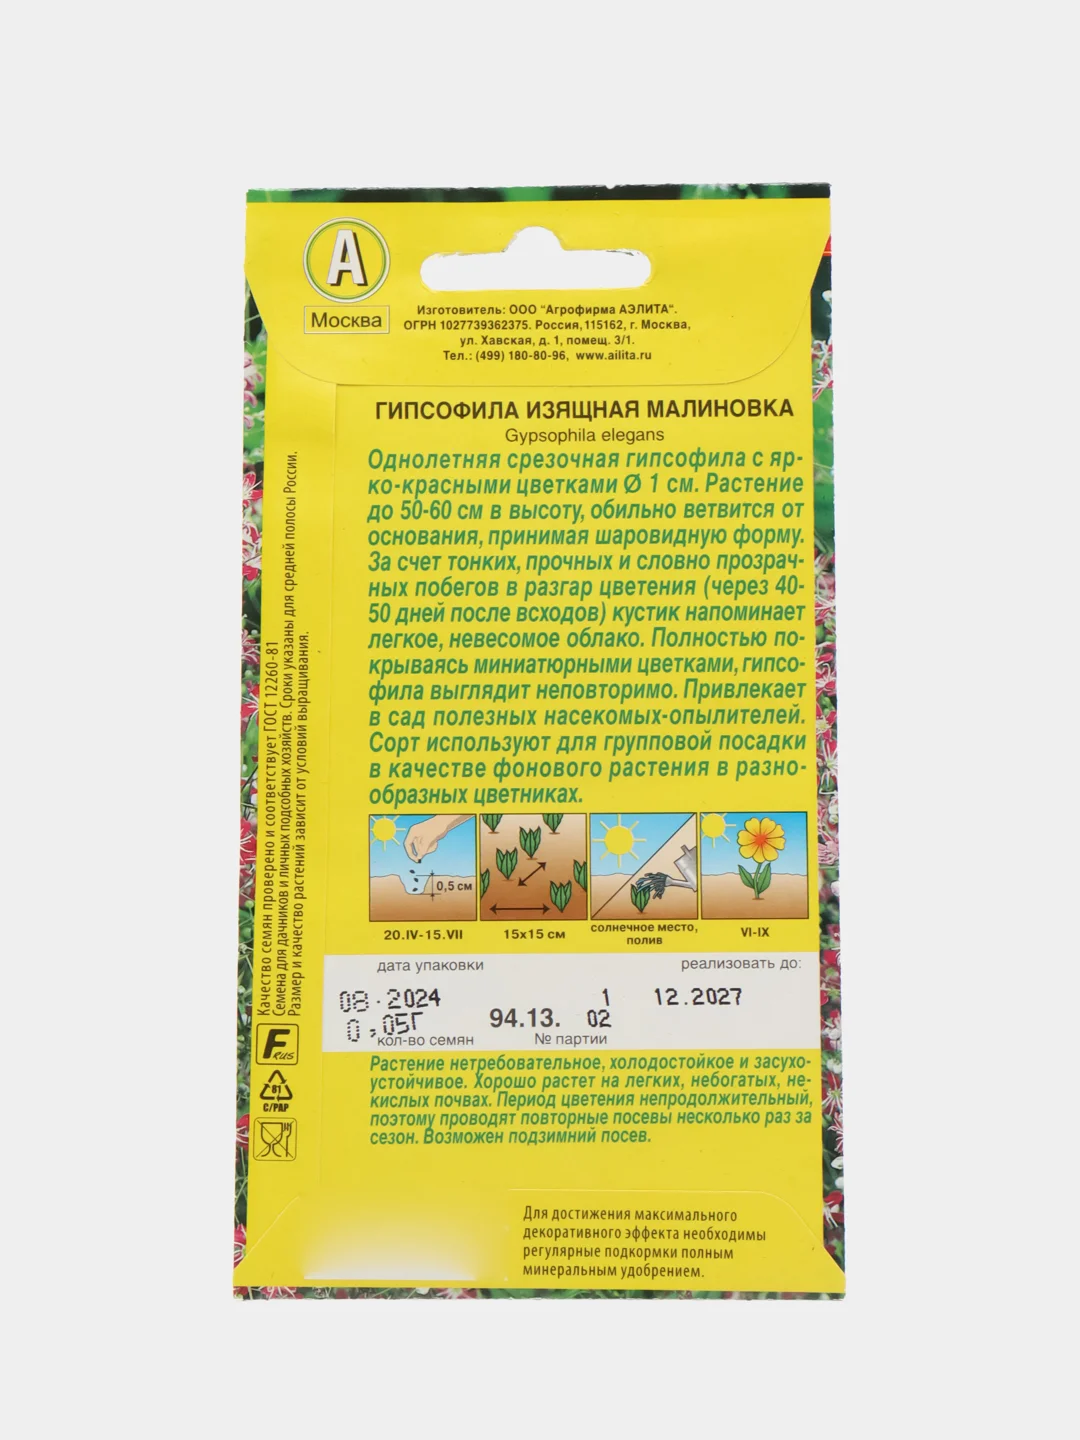 А
Москва
Изготовитель: ООО "Агрофирма АЭЛИТА".
ОГРН 1027739362375. Россия,115162, г. Москва,
ул. Хавская, д. 1, помещ. 3/1.
Тел.: (499) 180-80-96, www.ailita.ru
ГИПСОФИЛА ИЗЯЩНАЯ МАЛИНОВКА
Gypsophila elegans
Однолетняя срезочная гипсофила с яр-
ко-красными цветками Ø 1 см. Растение
до 50-60 см в высоту, обильно ветвится от
основания, принимая шаровидную форму.
За счет тонких, прочных и словно прозрач-
ных побегов в разгар цветения (через 40-
50 дней после всходов) кустик напоминает
легкое, невесомое облако. Полностью по-
крываясь миниатюрными цветками, гипсо-
фила выглядит неповторимо. Привлекает
в сад полезных насекомых-опылителей.
Сорт используют для групповой посадки
в качестве фонового растения в разно-
образных цветниках.
0,5 см
20.IV-15.VII
15x15 см
солнечное место,
полив
VI-IX
дата упаковки
реализовать до:
08.2024
1
12.2027
0,05Г
94.13.
02
кол-во семян
№ партии
Растение нетребовательное, холодостойкое и засухо-
устойчивое. Хорошо растет на легких, небогатых, не-
кислых почвах. Период цветения непродолжительный,
поэтому проводят повторные посевы несколько раз за
сезон. Возможен подзимний посев.
Для достижения максимального
декоративного эффекта необходимы
регулярные подкормки полным
минеральным удобрением.
Качество семян проверено и соответствует ГОСТ 12260-81
Семена для дачников и личных подсобных хозяйств. Сроки указаны для средней полосы России.
Размер и качество растений зависит от условий выращивания.
F RUS
81
C/PAP